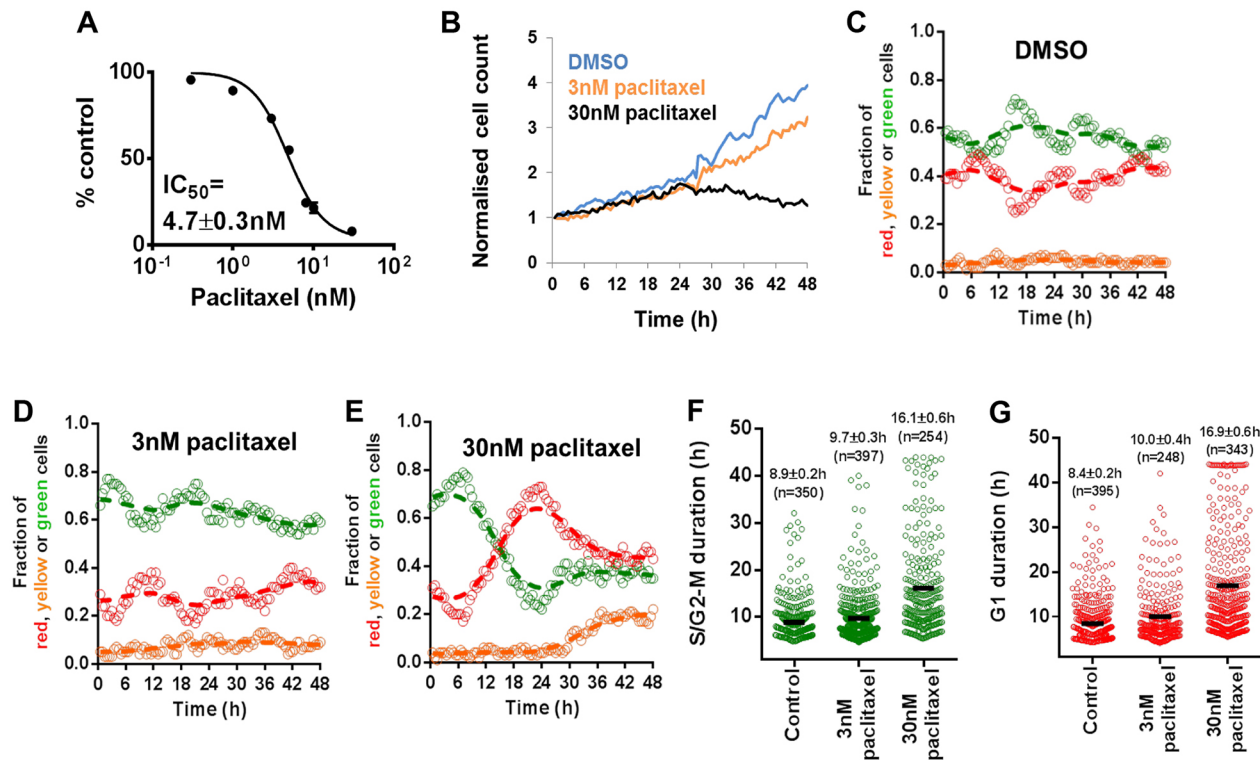 A
% control
100
50
0
IC50=
4.7±0.3nM
10-1
100
101
102
Paclitaxel (nM)
B
Normalised cell count
5
4
3
2
1
0
DMSO
3nM paclitaxel
30nM paclitaxel
0 6 12 18 24 30 36 42 48
Time (h)
C
DMSO
Fraction of
red, yellow or green cells
1.0
0.8
0.6
0.4
0.2
0.0
0 6 12 18 24 30 36 42 48
Time (h)
D
3nM paclitaxel
Fraction of
red, yellow or green cells
1.0
0.8
0.6
0.4
0.2
0.0
0 6 12 18 24 30 36 42 48
Time (h)
E
30nM paclitaxel
Fraction of
red, yellow or green cells
1.0
0.8
0.6
0.4
0.2
0.0
0 6 12 18 24 30 36 42 48
Time (h)
F
S/G2-M duration (h)
50
40
30
20
10
8.9±0.2h
(n=350)
9.7±0.3h
(n=397)
16.1±0.6h
(n=254)
Control
3nM
paclitaxel
30nM
paclitaxel
G
G1 duration (h)
50
40
30
20
10
8.4±0.2h
(n=395)
10.0±0.4h
(n=248)
16.9±0.6h
(n=343)
Control
3nM
paclitaxel
30nM
paclitaxel